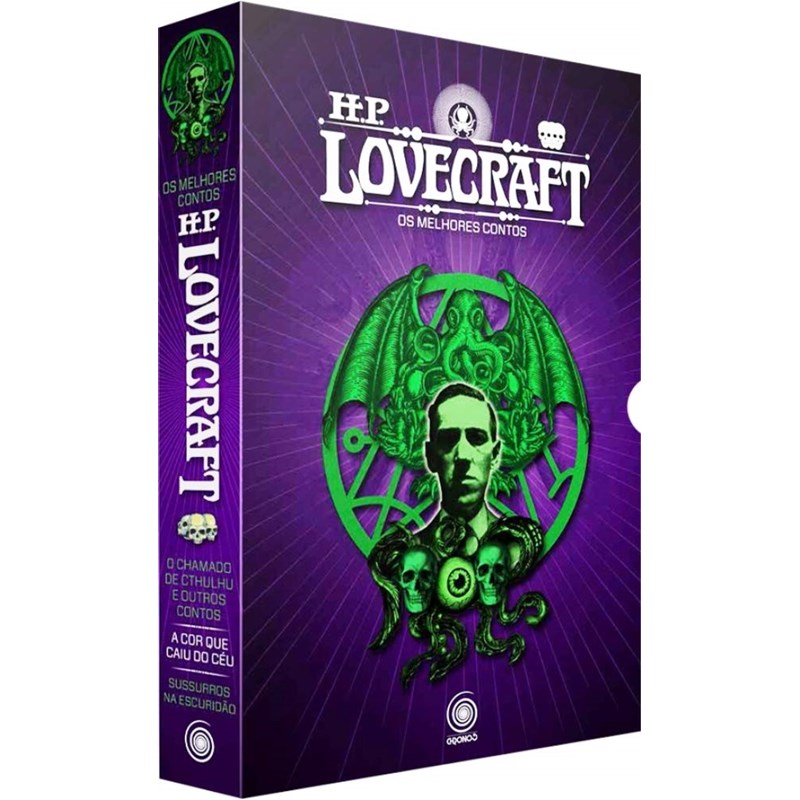 OS MELHORES
CONTOS
H.P.
LOVECRAFT
O CHAMADO
DE CTHULHU
E OUTROS
CONTOS
A COR QUE
CAIU DO CÉU
SUSSURROS
NA ESCURIDÃO
H.P.
LOVECRAFT
OS MELHORES CONTOS
CRONOS